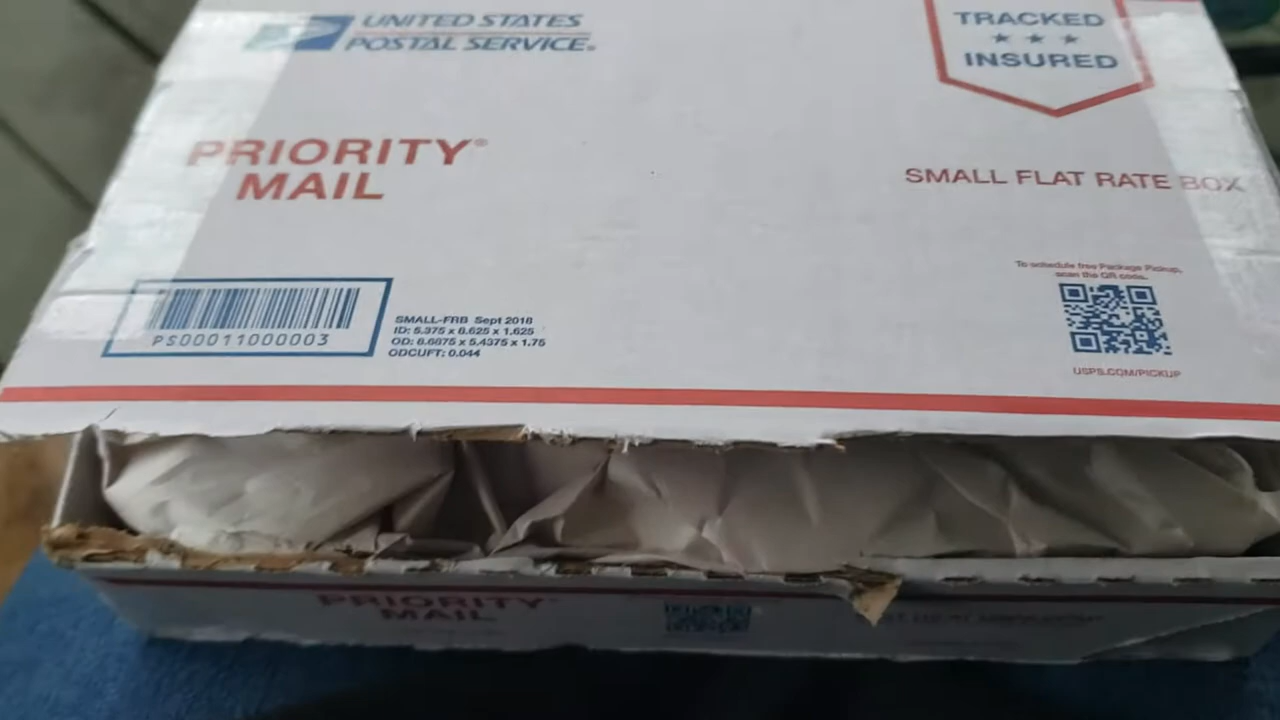 UNITED STATES
POSTAL SERVICE®
TRACKED
★ ★ ★
INSURED
PRIORITY®
MAIL
SMALL FLAT RATE BOX
To schedule free Package Pickup,
scan the QR code.
USPS.COM/PICKUP
PS00011000003
SMALL-FRB Sept 2018
ID: 5.375 x 8.625 x 1.625
OD: 8.6875 x 5.4375 x 1.75
ODCUFT: 0.044
PRIORITY
MAIL